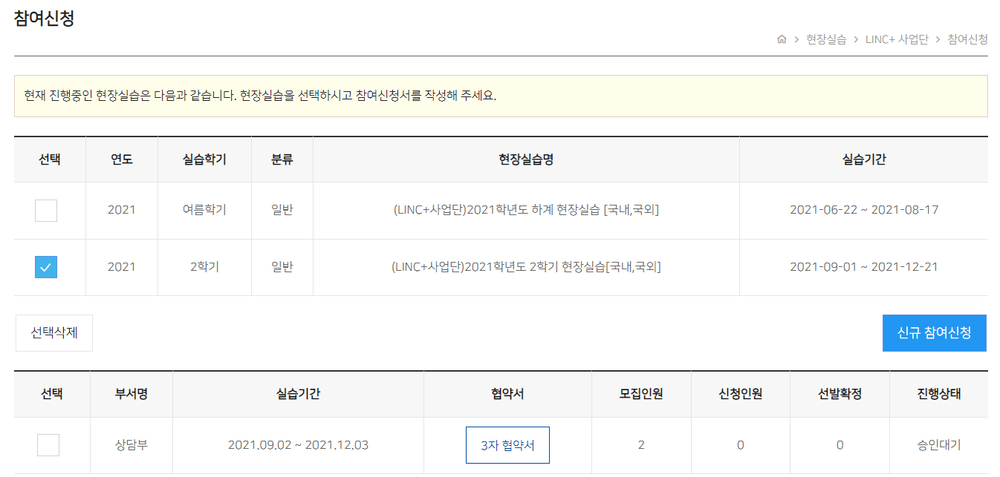 참여신청
현장실습 > LINC+ 사업단 > 참여신청
현재 진행중인 현장실습은 다음과 같습니다. 현장실습을 선택하시고 참여신청서를 작성해 주세요.
선택 연도 실습학기 분류 현장실습명 실습기간
2021 여름학기 일반 (LINC+사업단)2021학년도 하계 현장실습 [국내,국외] 2021-06-22 ~ 2021-08-17
2021 2학기 일반 (LINC+사업단)2021학년도 2학기 현장실습[국내,국외] 2021-09-01 ~ 2021-12-21
선택삭제 신규 참여신청
선택 부서명 실습기간 협약서 모집인원 신청인원 선발확정 진행상태
상담부 2021.09.02 ~ 2021.12.03 3자 협약서 2 0 0 승인대기